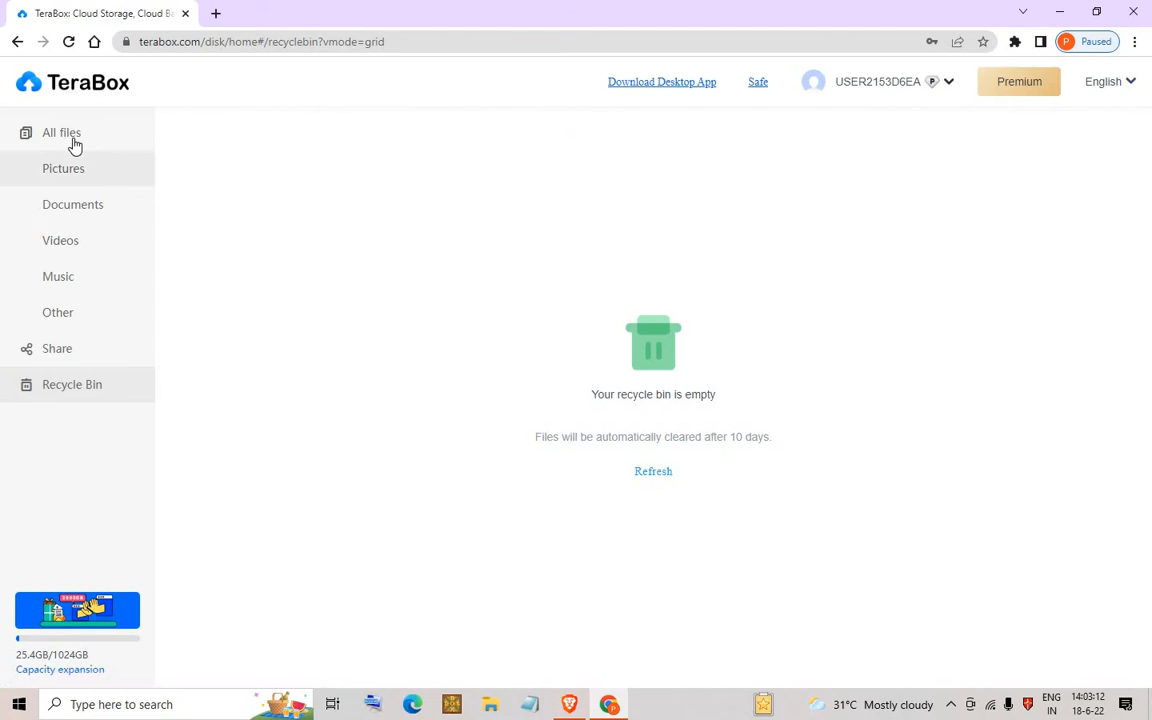 TeraBox: Cloud Storage, Cloud Ba
terabox.com/disk/home#/recyclebin?vmode=grid
P Paused
TeraBox
Download Desktop App
Safe
USER2153D6EA
P
Premium
English
All files
Pictures
Documents
Videos
Music
Other
Share
Recycle Bin
Your recycle bin is empty
Files will be automatically cleared after 10 days.
Refresh
25.4GB/1024GB
Capacity expansion
Type here to search
31°C Mostly cloudy
ENG
IN
14:03:12
18-6-22